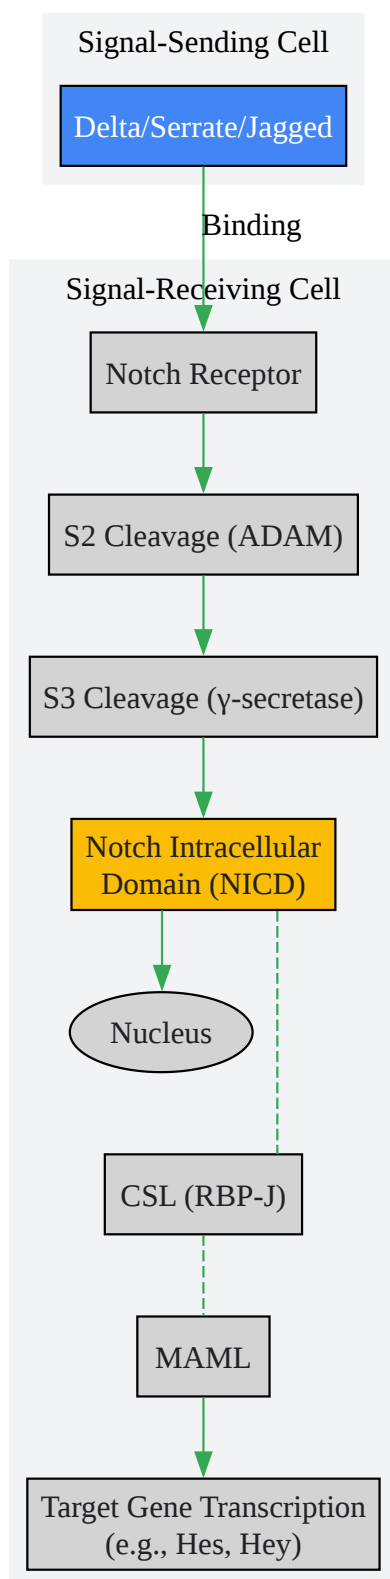 Signal-Sending Cell
Delta/Serrate/Jagged
Binding
Signal-Receiving Cell
Notch Receptor
S2 Cleavage (ADAM)
S3 Cleavage (γ-secretase)
Notch Intracellular
Domain (NICD)
Nucleus
CSL (RBP-J)
MAML
Target Gene Transcription
(e.g., Hes, Hey)